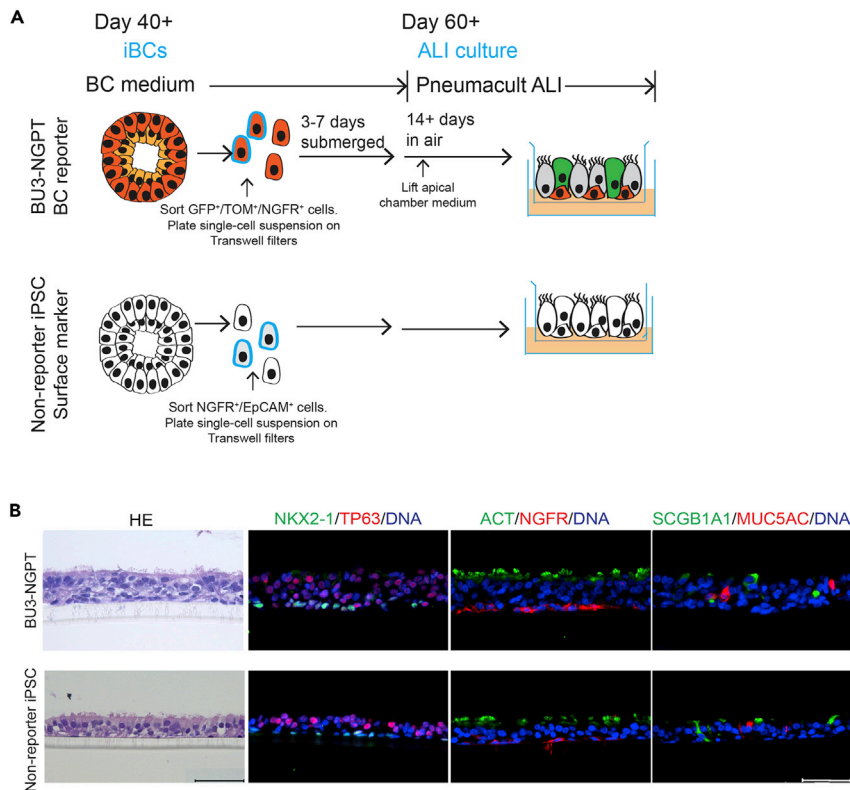 A
Day 40+
Day 60+
iBCs
ALI culture
BC medium
Pneumacult ALI
BU3-NGPT
BC reporter
3-7 days
submerged
14+ days
in air
Lift apical
chamber medium
Sort GFP⁺/TOM⁺/NGFR⁺ cells.
Plate single-cell suspension on
Transwell filters
Non-reporter iPSC
Surface marker
Sort NGFR⁺/EpCAM⁺ cells.
Plate single-cell suspension on
Transwell filters
B
HE
NKX2-1/TP63/DNA
ACT/NGFR/DNA
SCGB1A1/MUC5AC/DNA
BU3-NGPT
Non-reporter iPSC